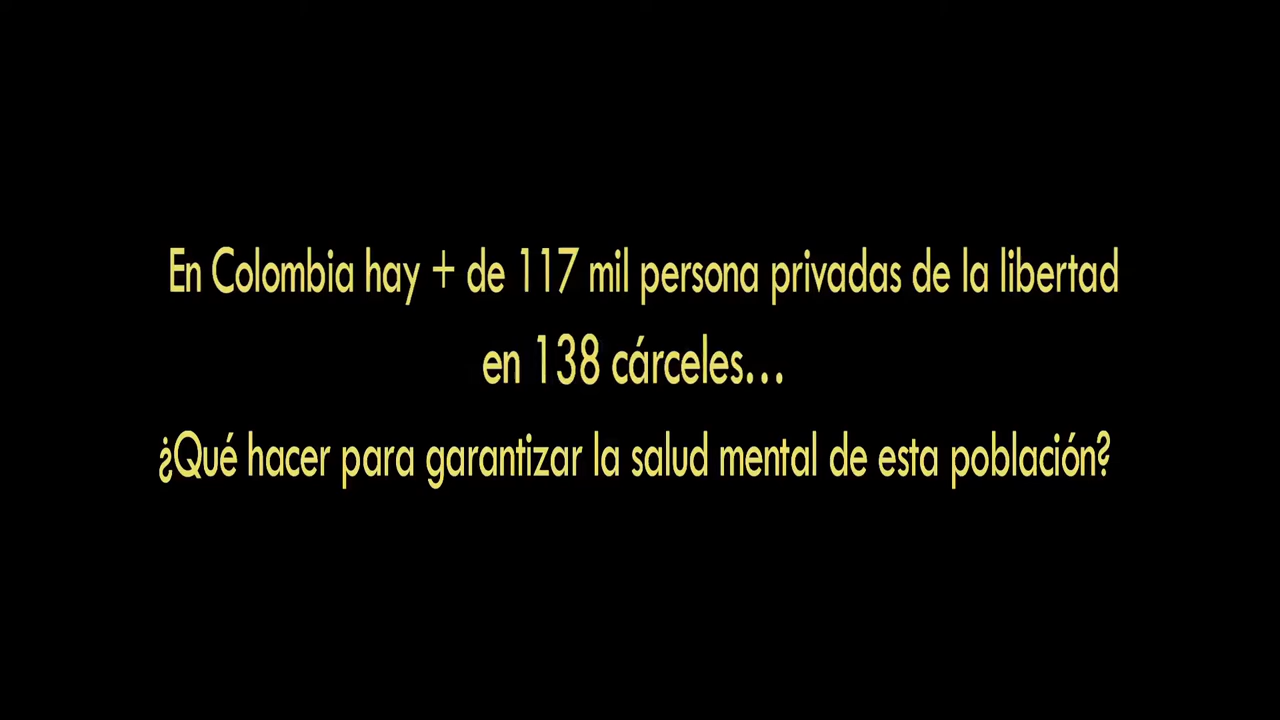 En Colombia hay + de 117 mil persona privadas de la libertad
en 138 cárceles...
¿Qué hacer para garantizar la salud mental de esta población?